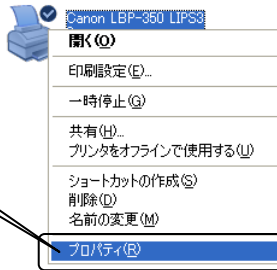 Canon LBP-350 LIPS3
開く(O)
印刷設定(E)...
一時停止(G)
共有(H)...
プリンタをオフラインで使用する(U)
ショートカットの作成(S)
削除(D)
名前の変更(M)
プロパティ(R)